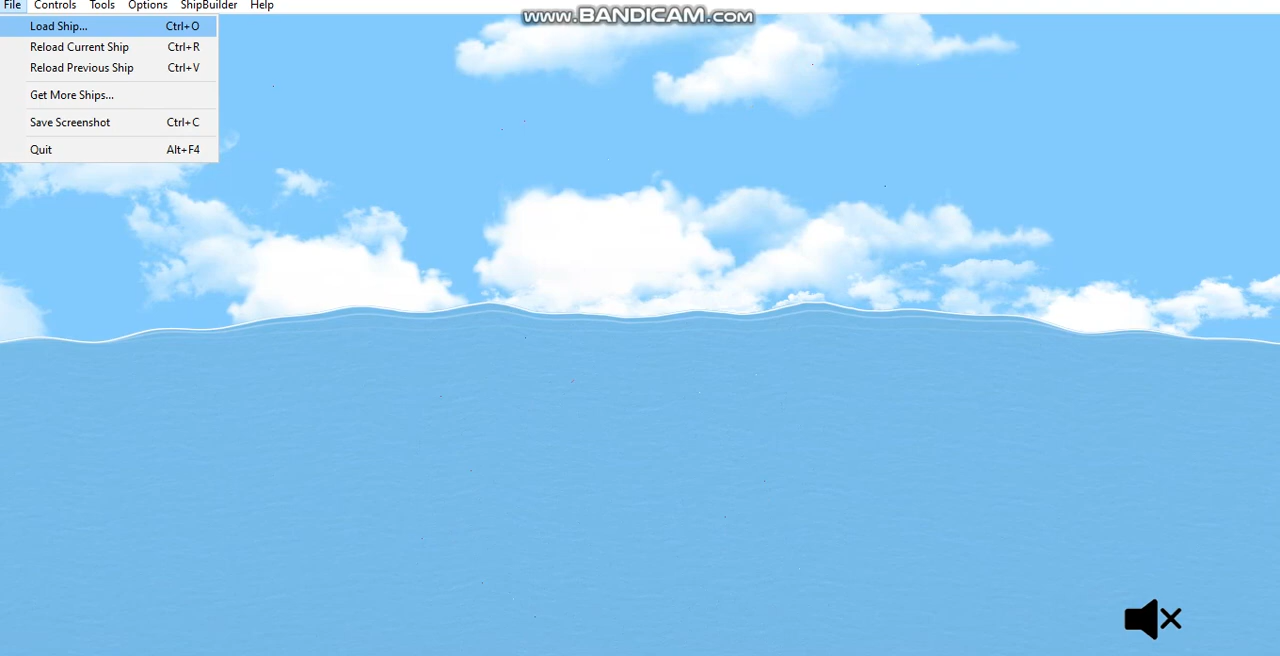 File Controls Tools Options ShipBuilder Help
www.BANDICAM.com
Load Ship... Ctrl+O
Reload Current Ship Ctrl+R
Reload Previous Ship Ctrl+V
Get More Ships...
Save Screenshot Ctrl+C
Quit Alt+F4